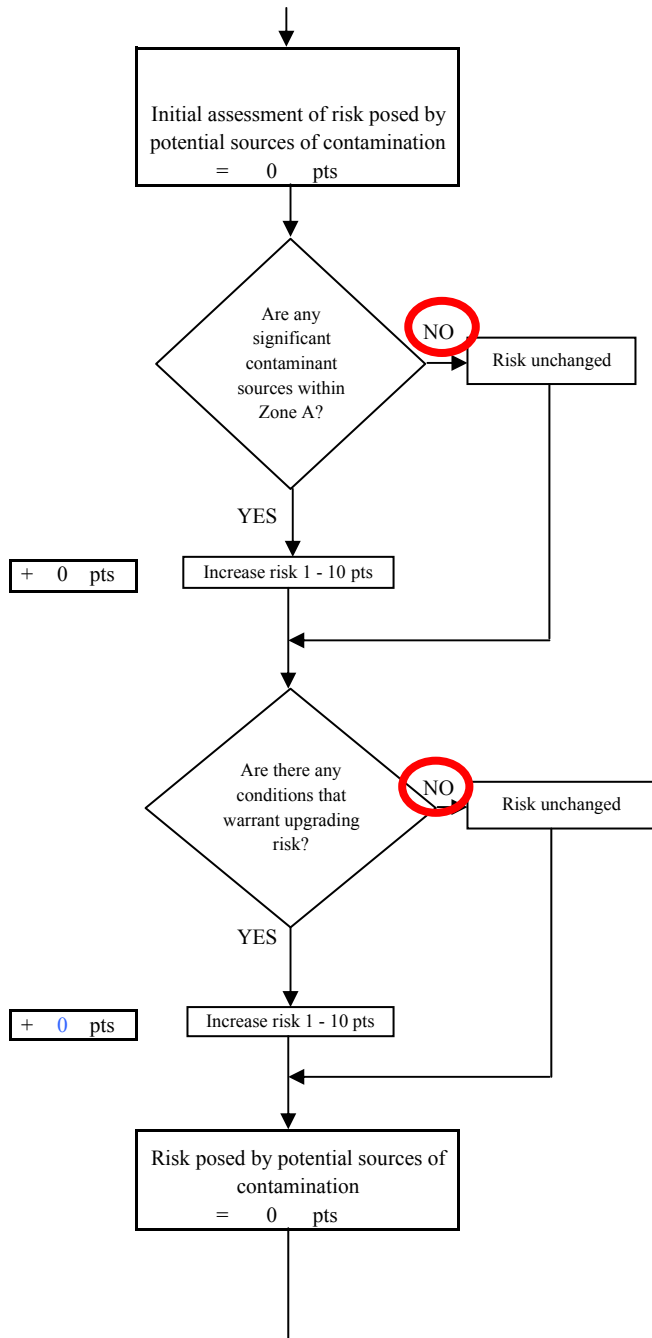 Initial assessment of risk posed by
potential sources of contamination
= 0 pts
Are any
significant
contaminant
sources within
Zone A?
NO
Risk unchanged
YES
+ 0 pts
Increase risk 1 - 10 pts
Are there any
conditions that
warrant upgrading
risk?
NO
Risk unchanged
YES
+ 0 pts
Increase risk 1 - 10 pts
Risk posed by potential sources of
contamination
= 0 pts